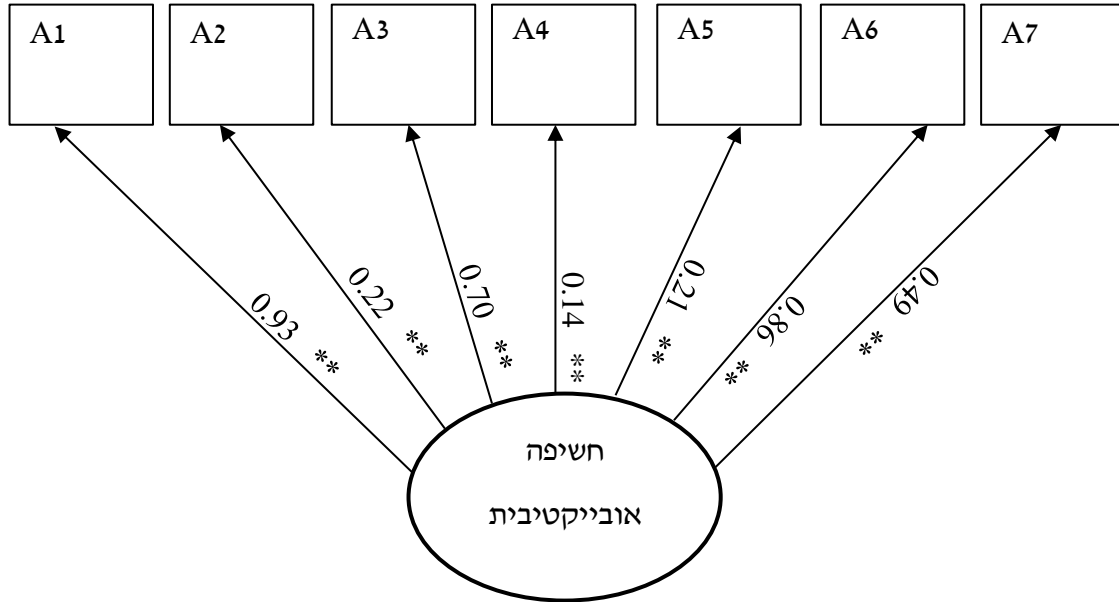 A1
A2
A3
A4
A5
A6
A7
0.93 **
0.22 **
0.70 **
0.14 **
0.21 **
0.86 **
0.49 **
חשיפה
אובייקטיבית